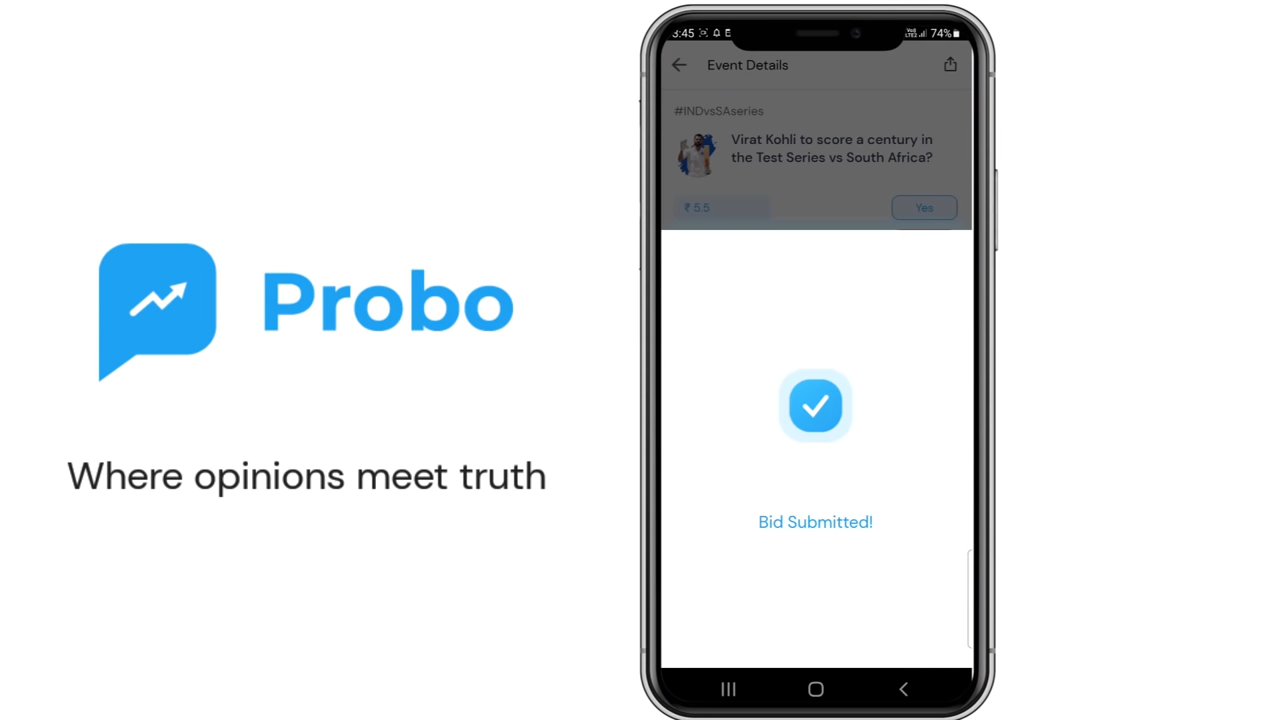 Probo
Where opinions meet truth
3:45
74%
Event Details
#INDvsSAseries
Virat Kohli to score a century in
the Test Series vs South Africa?
₹ 5.5
Yes
Bid Submitted!